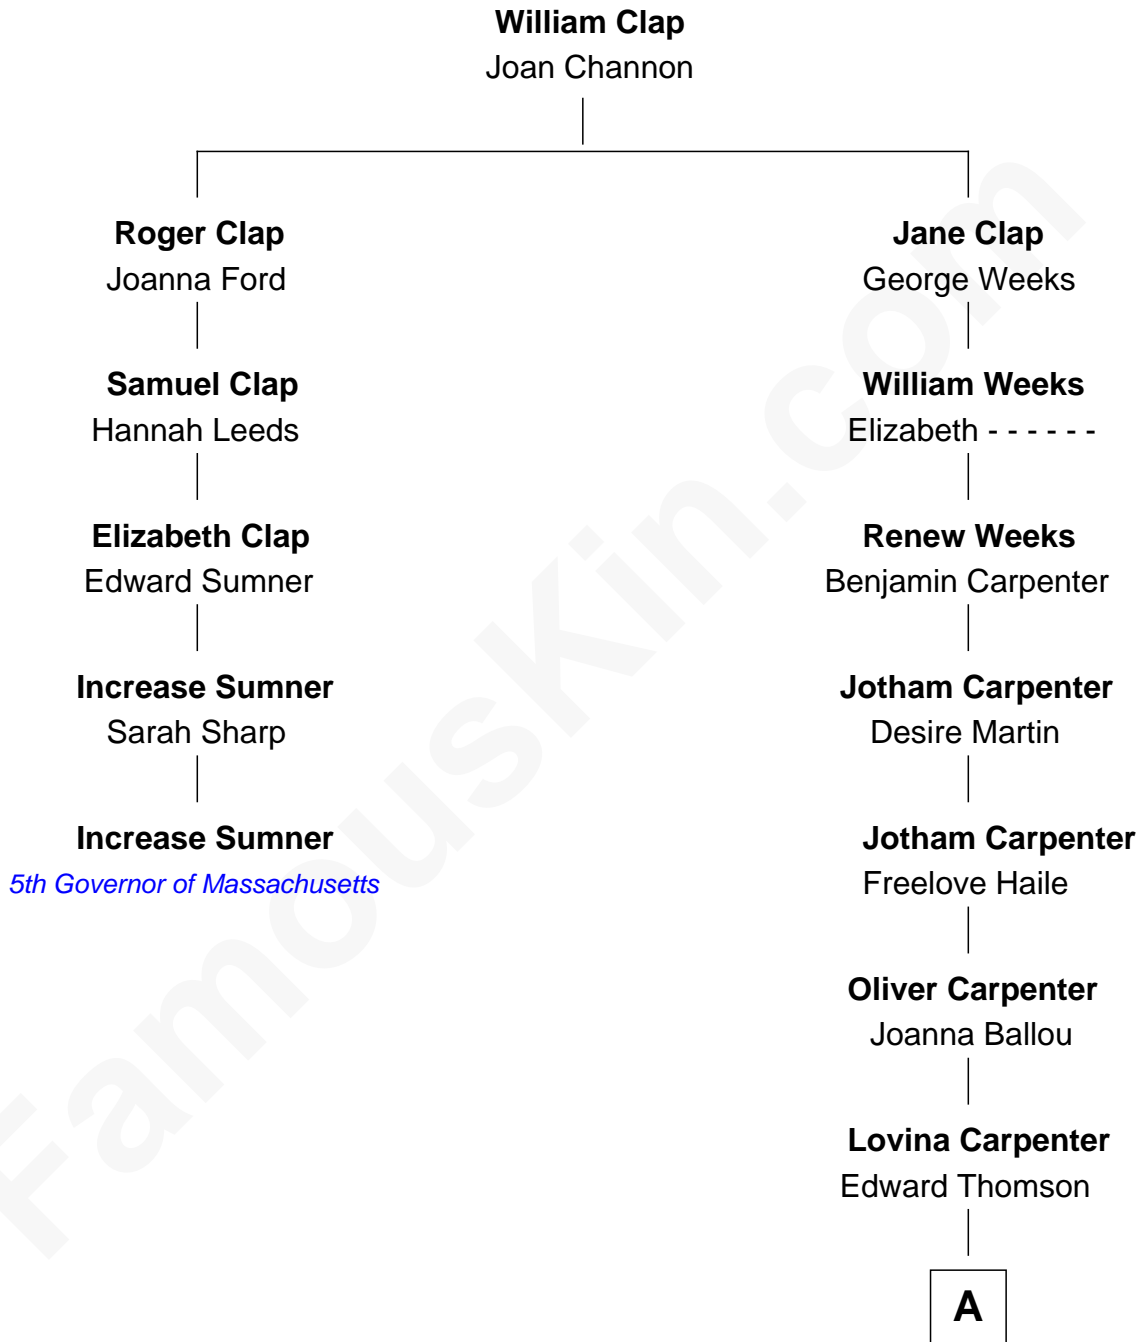 William Clap
Joan Channon
Roger Clap
Joanna Ford
Jane Clap
George Weeks
Samuel Clap
Hannah Leeds
William Weeks
Elizabeth - - - - - -
Elizabeth Clap
Edward Sumner
Renew Weeks
Benjamin Carpenter
Increase Sumner
Sarah Sharp
Jotham Carpenter
Desire Martin
Increase Sumner
5th Governor of Massachusetts
Jotham Carpenter
Freelove Haile
Oliver Carpenter
Joanna Ballou
Lovina Carpenter
Edward Thomson
A
FamousKin.com